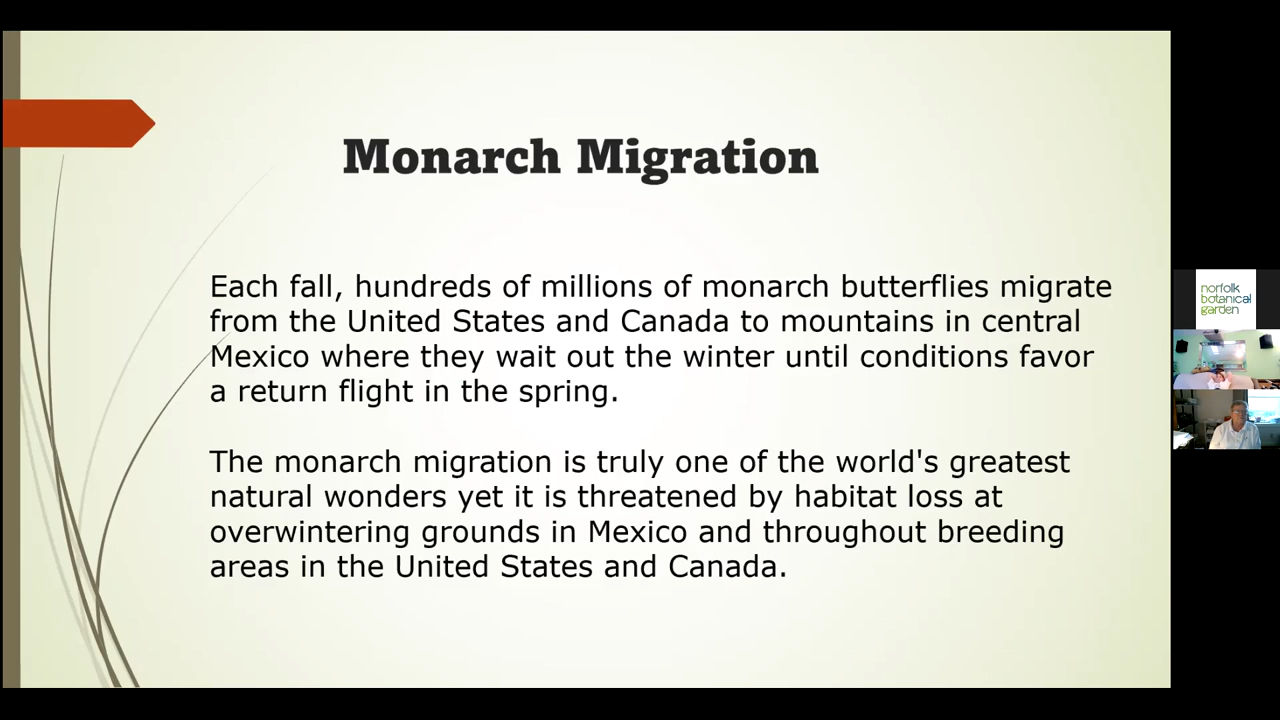 Monarch Migration
Each fall, hundreds of millions of monarch butterflies migrate
from the United States and Canada to mountains in central
Mexico where they wait out the winter until conditions favor
a return flight in the spring.
The monarch migration is truly one of the world's greatest
natural wonders yet it is threatened by habitat loss at
overwintering grounds in Mexico and throughout breeding
areas in the United States and Canada.
norfolk
botanical
garden